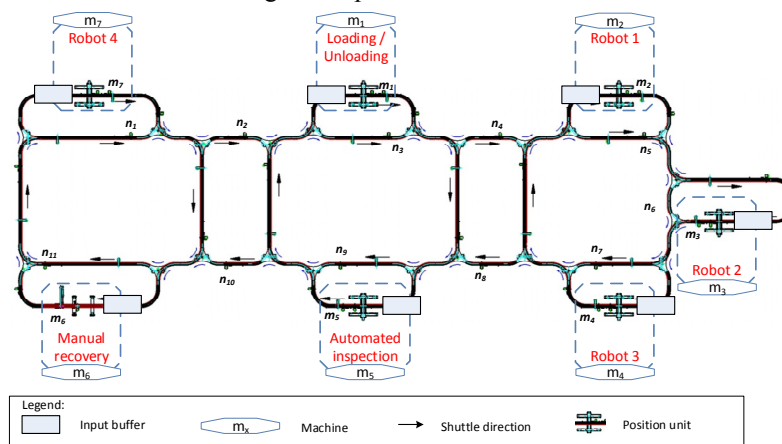 m7
m1
m2
Robot 4
Loading /
Unloading
Robot 1
m7
m1
m2
n1
n2
n3
n4
n5
n6
m3
n11
n10
n9
n8
n7
Robot 2
m3
m6
m5
m4
Manual
recovery
Automated
inspection
Robot 3
m6
m5
m4
Legend:
Input buffer
mx
Machine
Shuttle direction
Position unit